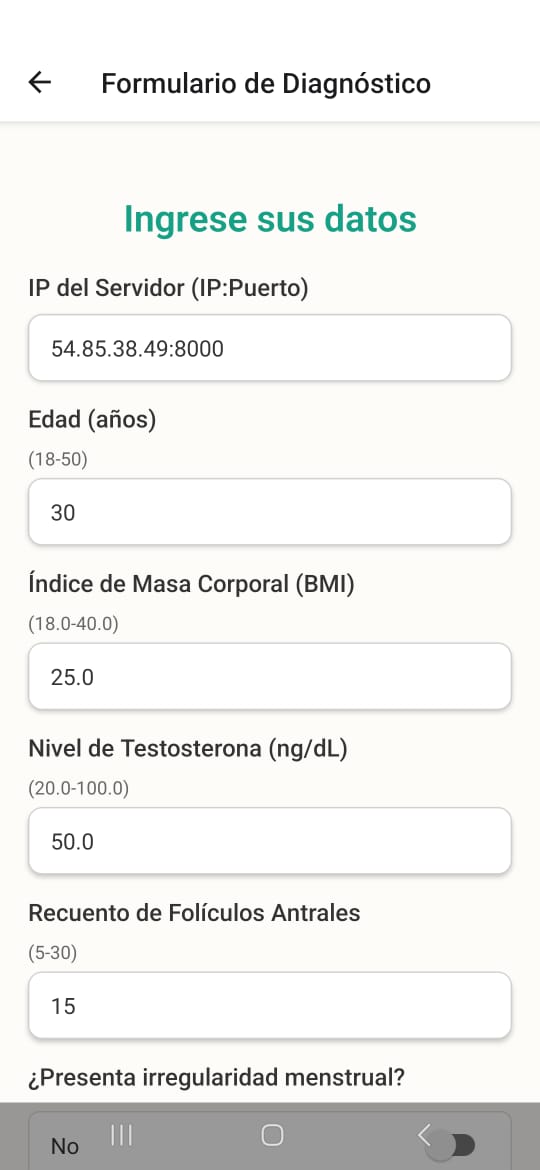 Formulario de Diagnóstico
Ingrese sus datos
IP del Servidor (IP:Puerto)
54.85.38.49:8000
Edad (años)
(18-50)
30
Índice de Masa Corporal (BMI)
(18.0-40.0)
25.0
Nivel de Testosterona (ng/dL)
(20.0-100.0)
50.0
Recuento de Folículos Antrales
(5-30)
15
¿Presenta irregularidad menstrual?
No